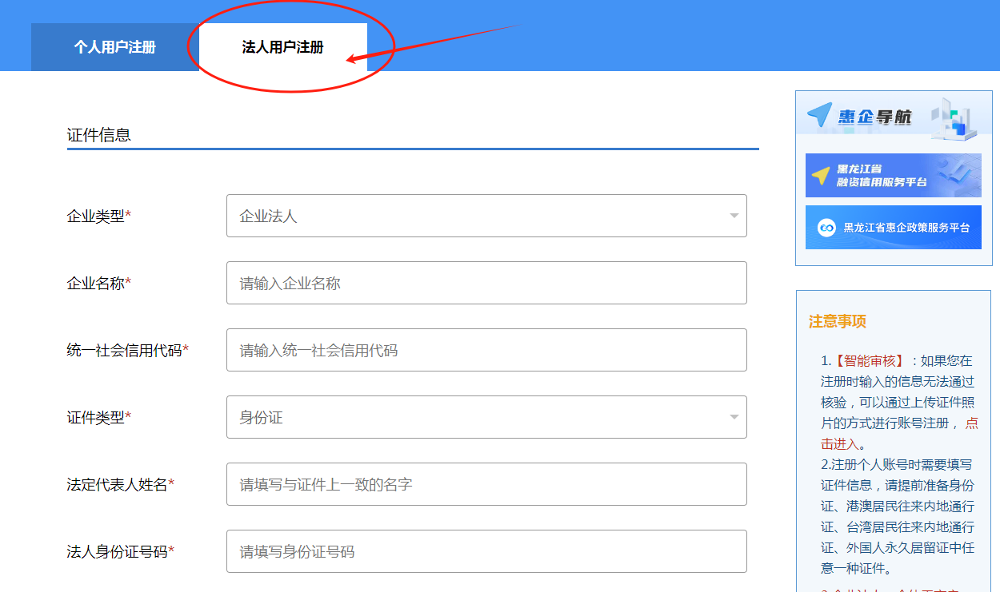 个人用户注册
法人用户注册
证件信息
企业类型*
企业法人
企业名称*
请输入企业名称
统一社会信用代码*
请输入统一社会信用代码
证件类型*
身份证
法定代表人姓名*
请填写与证件上一致的名字
法人身份证号码*
请填写身份证号码
惠企导航
黑龙江省
融资信用服务平台
黑龙江省惠企政策服务平台
注意事项
1.【智能审核】：如果您在
注册时输入的信息无法通过
核验，可以通过上传证件照
片的方式进行账号注册， 点
击进入。
2.注册个人账号时需要填写
证件信息，请提前准备身份
证、港澳居民往来内地通行
证、台湾居民往来内地通行
证、外国人永久居留证中任
意一种证件。